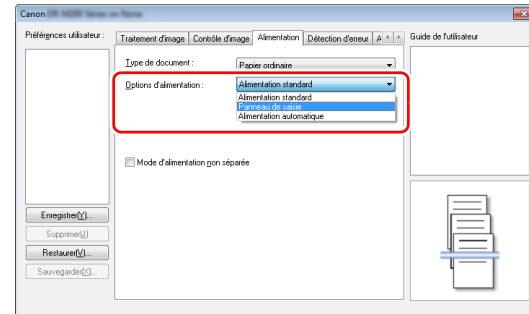 Canon
Préférences utilisateur :
Traitement d'image Contrôle d'image Alimentation Détection d'erreur A
Guide de l'utilisateur
Type de document :
Papier ordinaire
Options d'alimentation :
Alimentation standard
Alimentation standard
Panneau de saisie
Alimentation automatique
Mode d'alimentation non séparée
Enregistrer(Y)...
Supprimer(J)
Restaurer(V)...
Sauvegarder(X)...